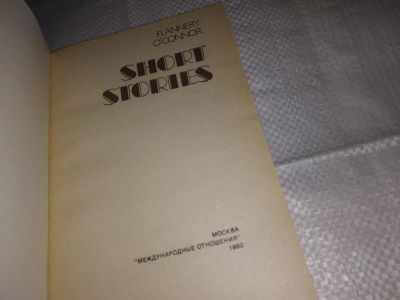 FLANNERY
O'CONNOR
SHORT
STORIES
МОСКВА
"МЕЖДУНАРОДНЫЕ ОТНОШЕНИЯ"
1980